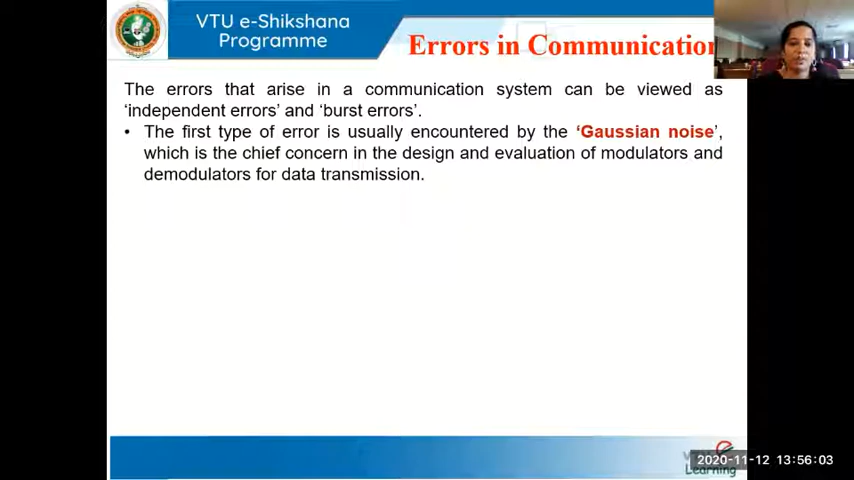 VTU e-Shikshana
Programme
Errors in Communication
The errors that arise in a communication system can be viewed as
‘independent errors’ and ‘burst errors’.
• The first type of error is usually encountered by the ‘Gaussian noise’,
which is the chief concern in the design and evaluation of modulators and
demodulators for data transmission.
2020-11-12 13:56:03
Learning